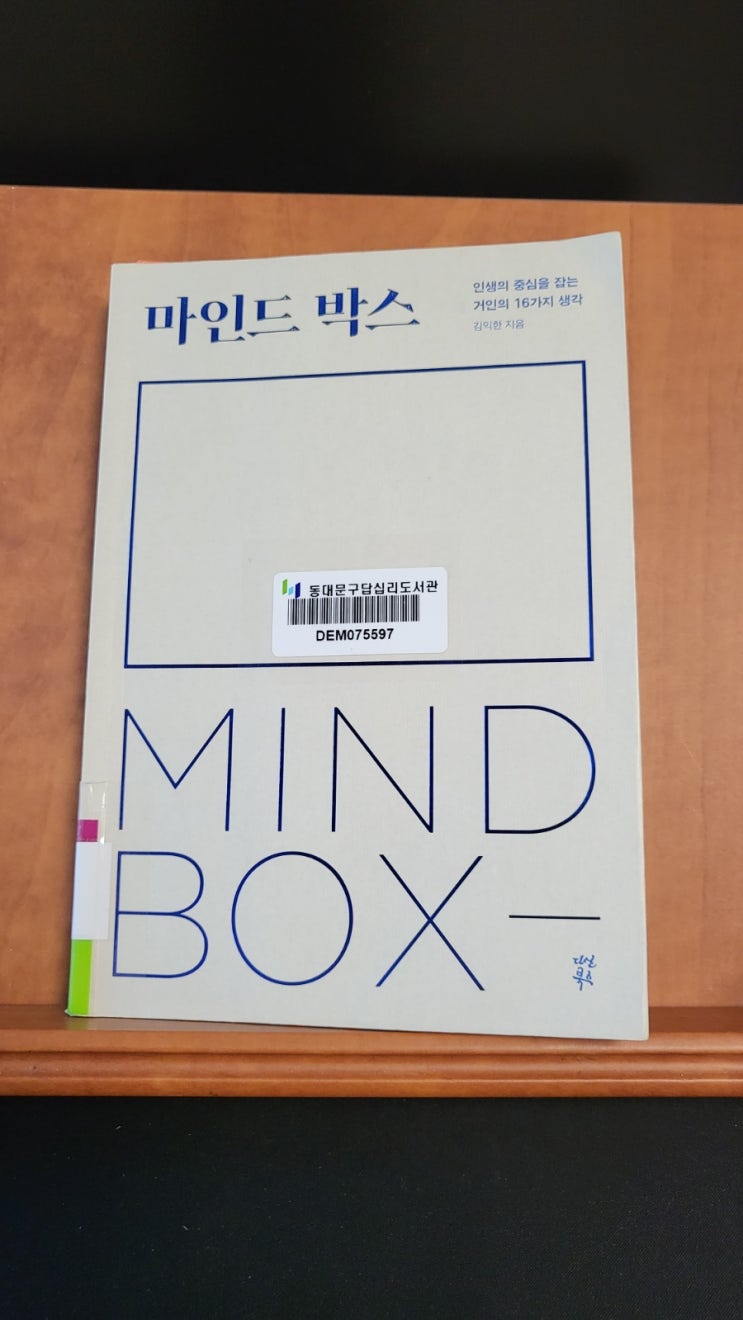 마인드 박스
인생의 중심을 잡는
거인의 16가지 생각
김익한 지음
동대문구답십리도서관
DEM075597
MIND
BOX—
다산
북스